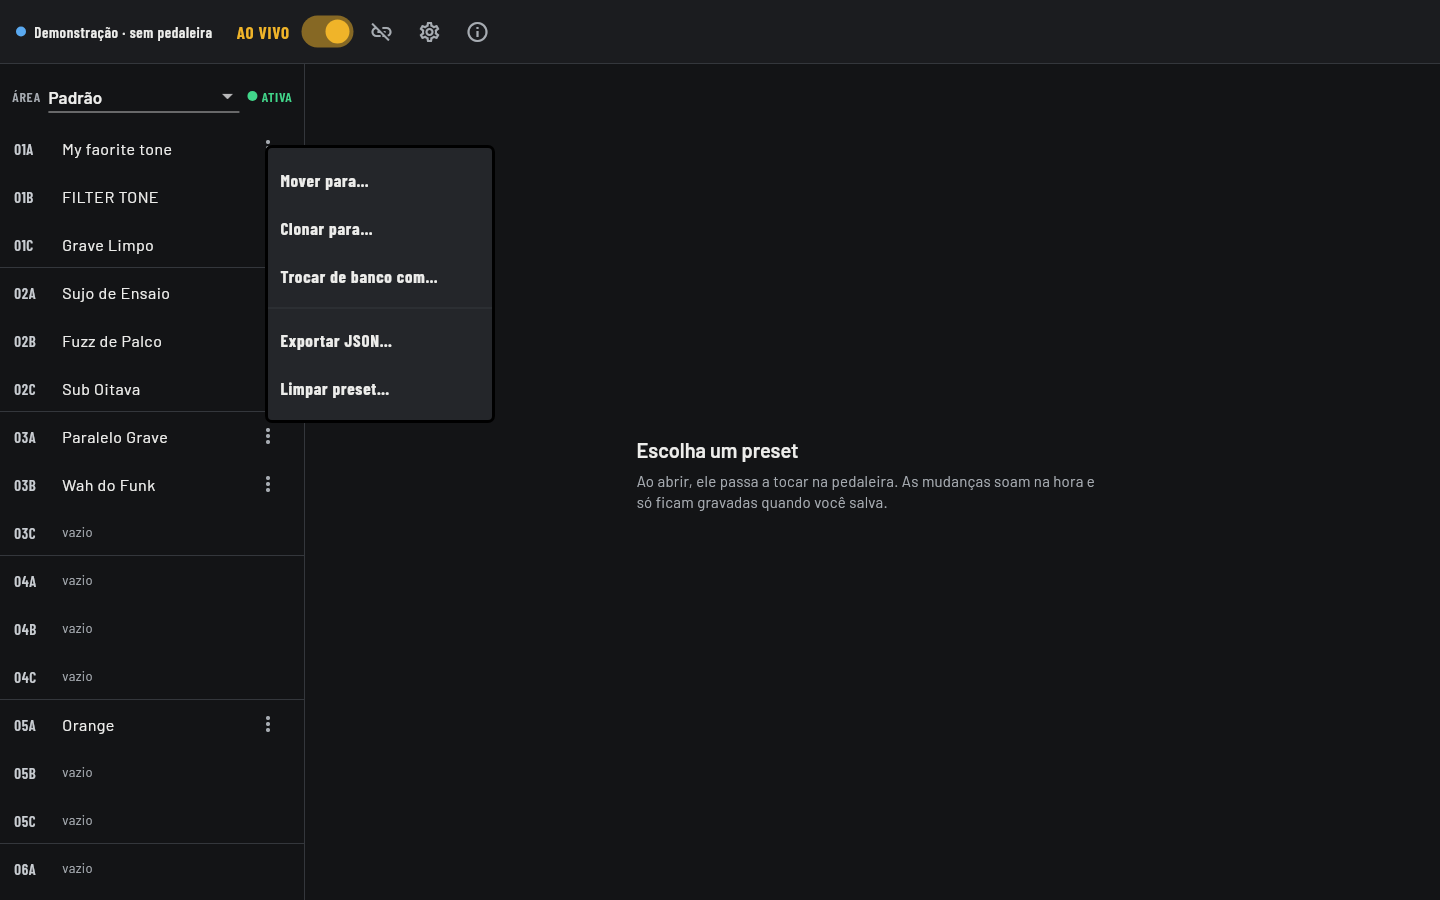 Demonstração · sem pedaleira
AO VIVO
ÁREA Padrão ATIVA
01A My faorite tone
01B FILTER TONE
01C Grave Limpo
02A Sujo de Ensaio
02B Fuzz de Palco
02C Sub Oitava
03A Paralelo Grave
03B Wah do Funk
03C vazio
04A vazio
04B vazio
04C vazio
05A Orange
05B vazio
05C vazio
06A vazio
Mover para...
Clonar para...
Trocar de banco com...
Exportar JSON...
Limpar preset...
Escolha um preset
Ao abrir, ele passa a tocar na pedaleira. As mudanças soam na hora e
só ficam gravadas quando você salva.